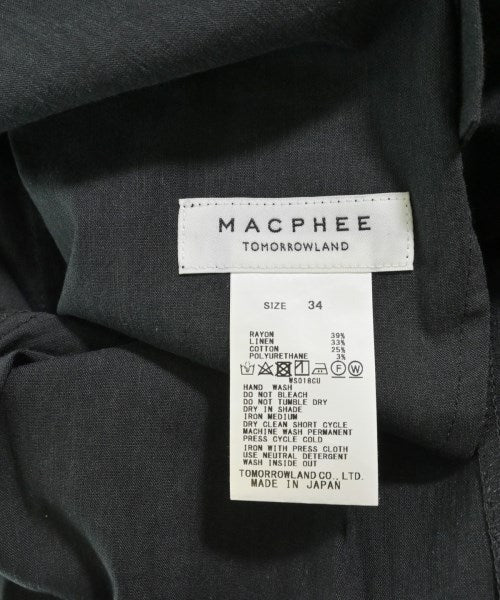 MACPHEE
TOMORROWLAND
SIZE 34
RAYON 39%
LINEN 33%
COTTON 25%
POLYURETHANE 3%
WS018CU
HAND WASH
DO NOT BLEACH
DO NOT TUMBLE DRY
DRY IN SHADE
IRON MEDIUM
DRY CLEAN SHORT CYCLE
MACHINE WASH PERMANENT
PRESS CYCLE COLD
IRON WITH PRESS CLOTH
USE NEUTRAL DETERGENT
WASH INSIDE OUT
TOMORROWLAND CO., LTD.
MADE IN JAPAN